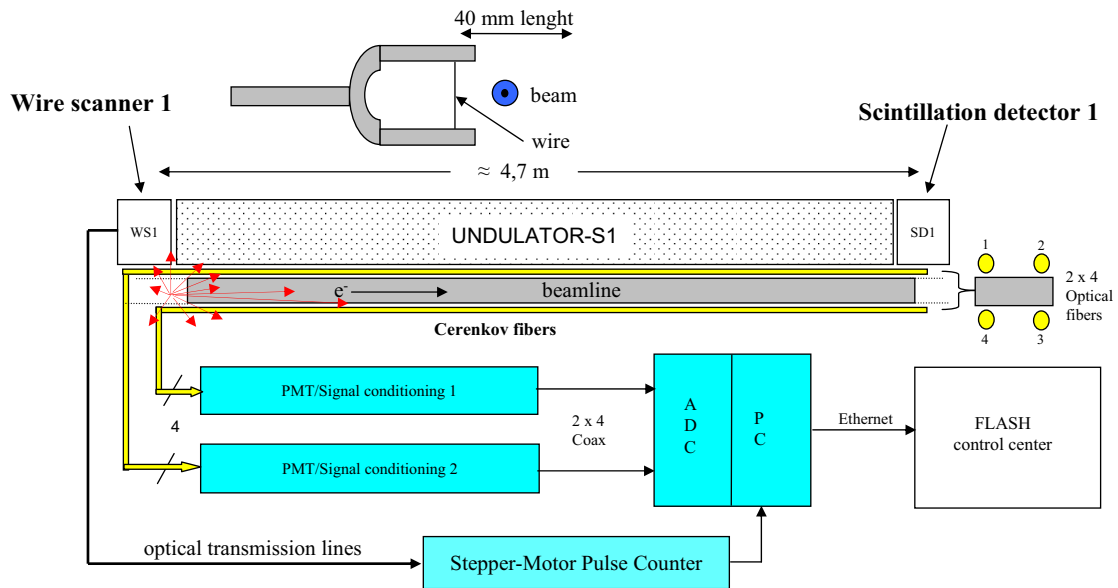 40 mm lenght
Wire scanner 1
beam
wire
Scintillation detector 1
≈ 4,7 m
WS1
UNDULATOR-S1
SD1
1
2
e-
beamline
2 x 4
Optical
fibers
4
3
Cerenkov fibers
PMT/Signal conditioning 1
4
2 x 4
Coax
PMT/Signal conditioning 2
A
D
C
P
C
Ethernet
FLASH
control center
optical transmission lines
Stepper-Motor Pulse Counter